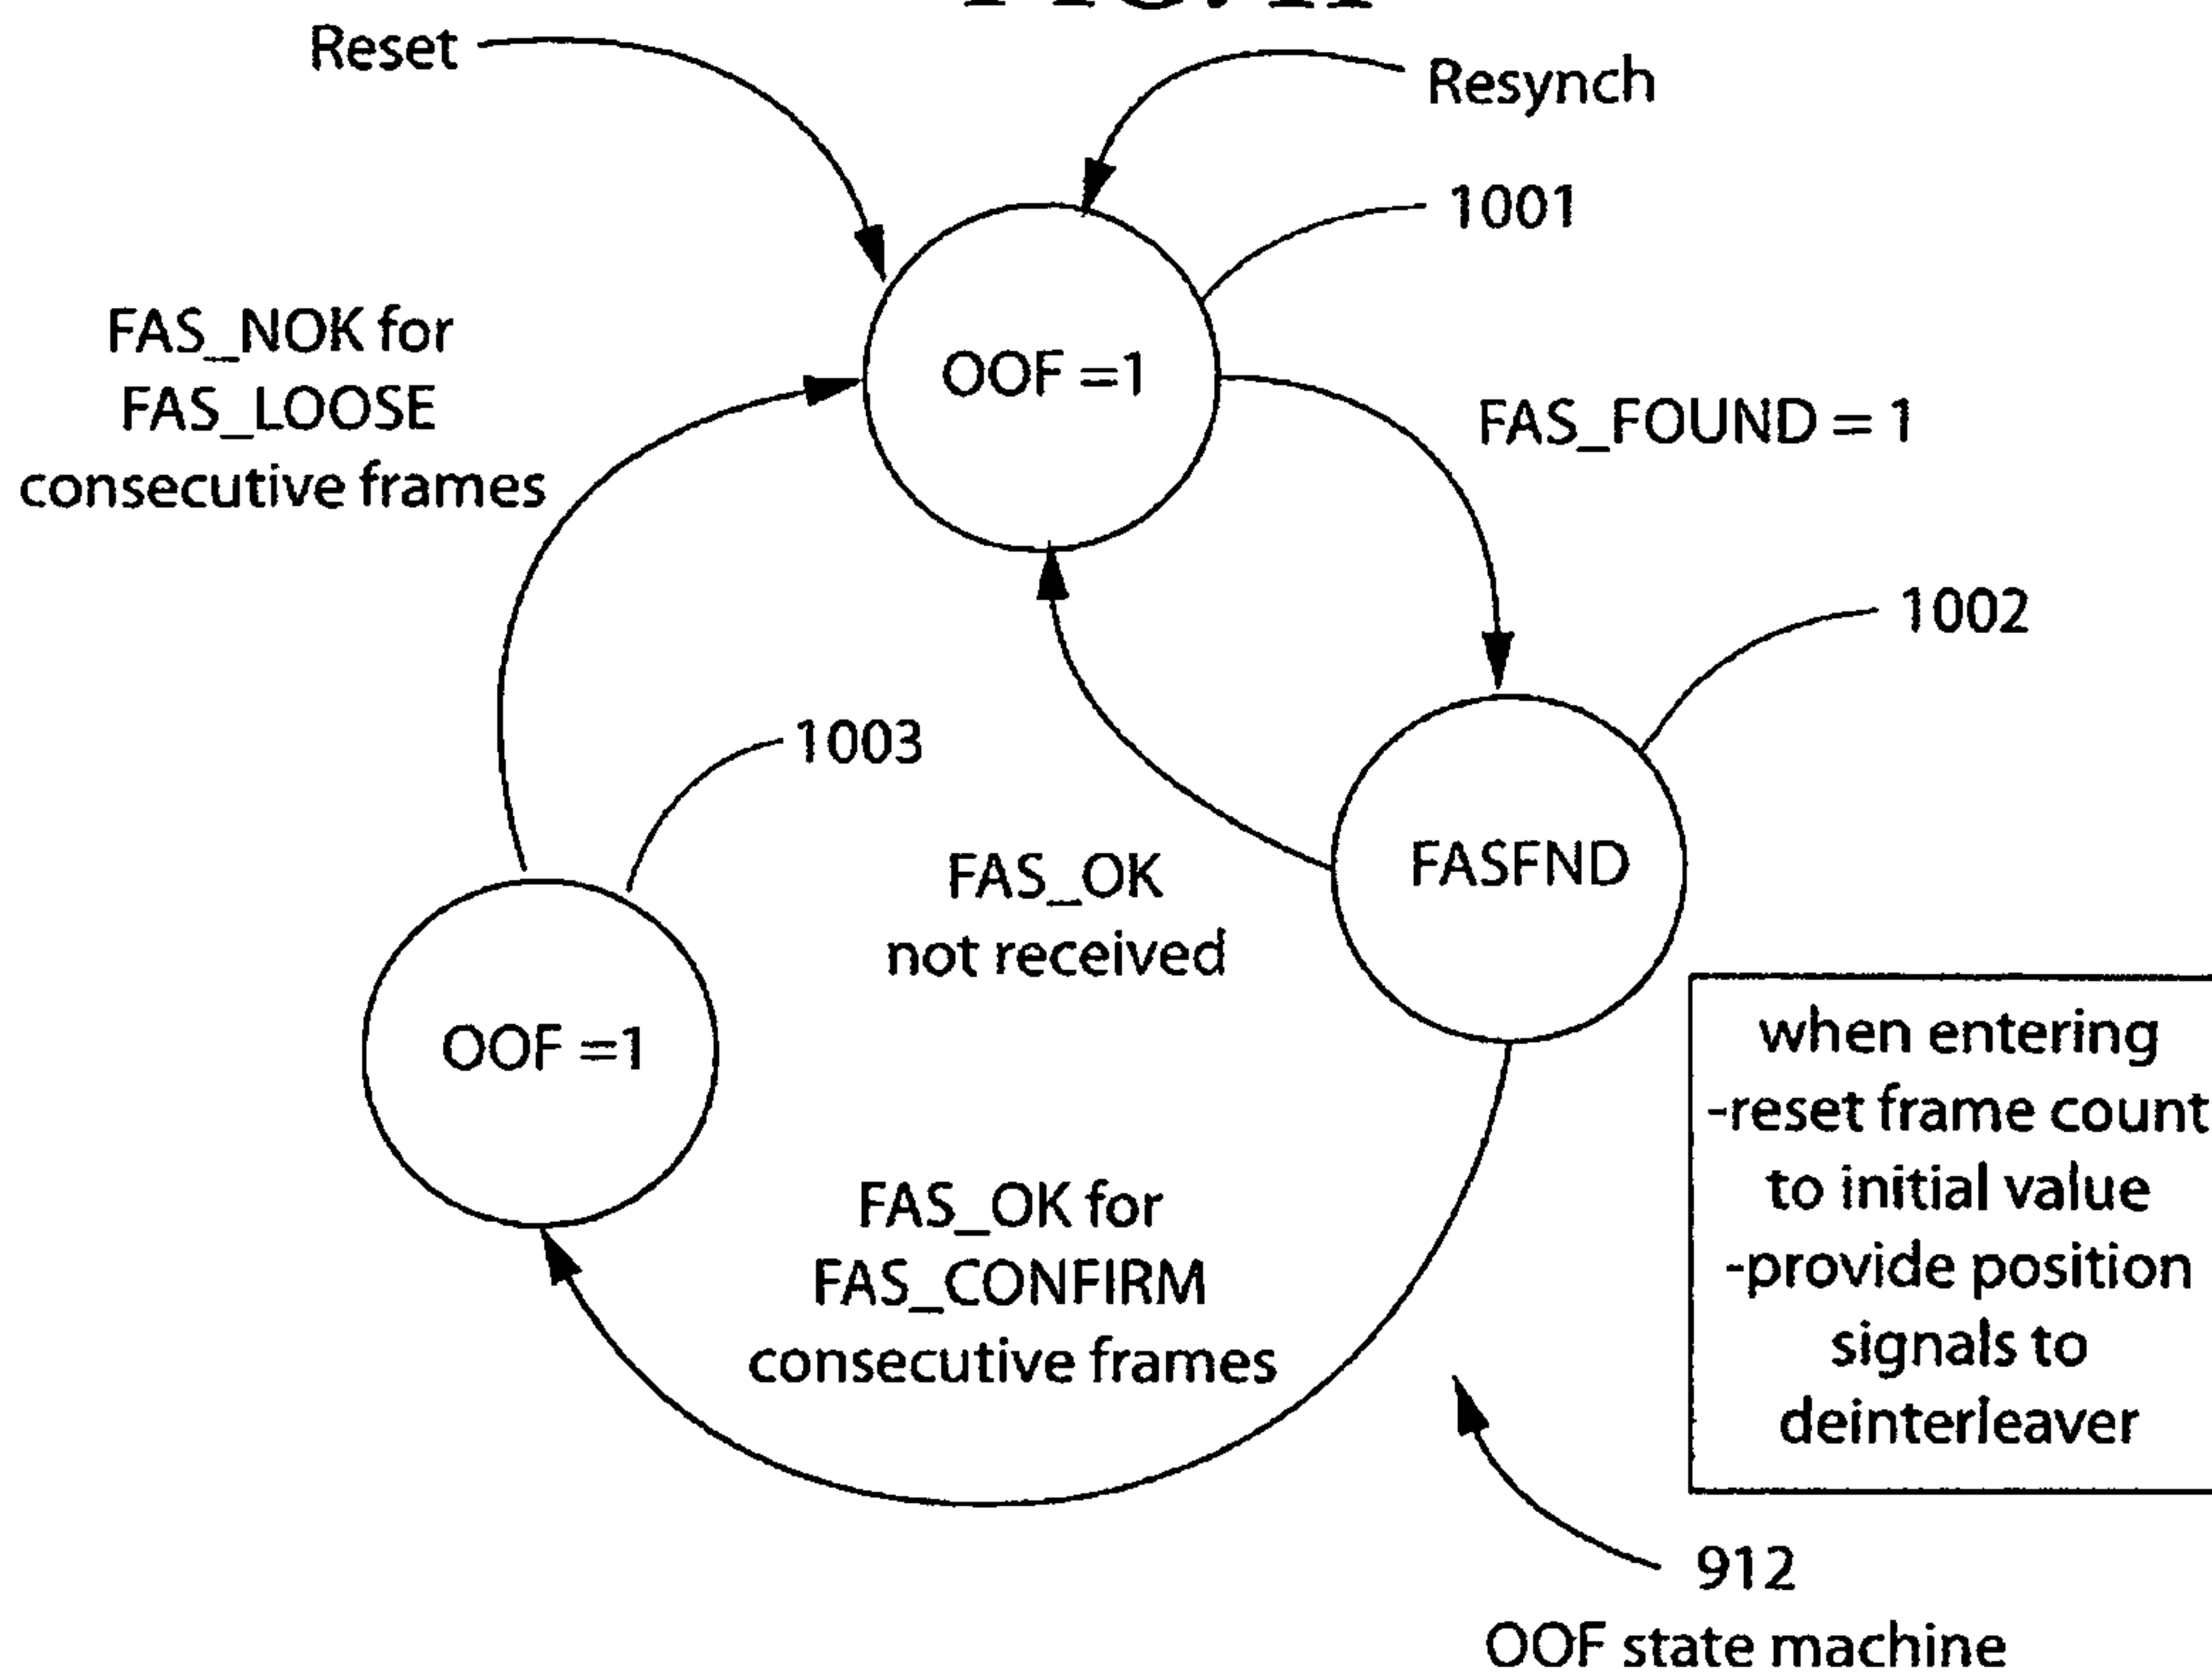 Reset
Resynch
1001
OOF =1
FAS_NOK for
FAS_LOOSE
consecutive frames
FAS_FOUND = 1
1002
1003
FASFND
FAS_OK
not received
OOF =1
when entering
-reset frame count
to initial value
-provide position
signals to
deinterleaver
FAS_OK for
FAS_CONFIRM
consecutive frames
912
OOF state machine